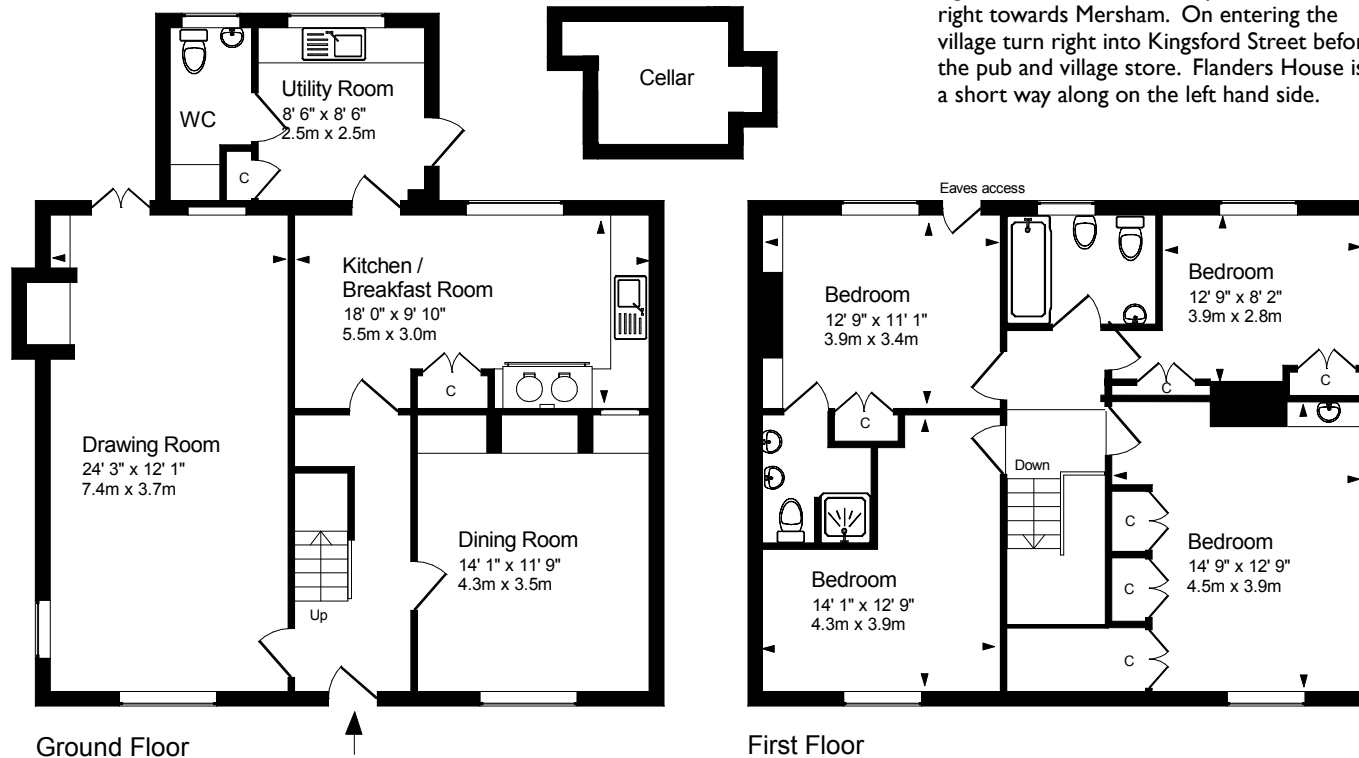 right towards Mersham. On entering the
village turn right into Kingsford Street
the pub and village store. Flanders House
a short way along on the left hand side.
Cellar
WC
Utility Room
8' 6" x 8' 6"
2.5m x 2.5m
C
Kitchen /
Breakfast Room
18' 0" x 9' 10"
5.5m x 3.0m
C
Drawing Room
24' 3" x 12' 1"
7.4m x 3.7m
Dining Room
14' 1" x 11' 9"
4.3m x 3.5m
Up
Ground Floor
Eaves access
Bedroom
12' 9" x 11' 1"
3.9m x 3.4m
C
Bedroom
12' 9" x 8' 2"
3.9m x 2.8m
C
C
Down
Bedroom
14' 1" x 12' 9"
4.3m x 3.9m
Bedroom
14' 9" x 12' 9"
4.5m x 3.9m
C
C
C
First Floor